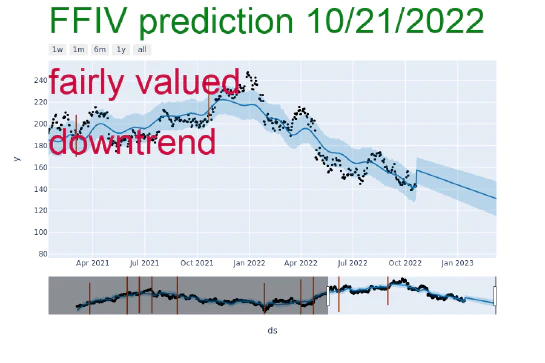 FFIV prediction 10/21/2022
1w 1m 6m 1y all
fairly valued
downtrend
y
240
220
200
180
160
140
120
100
80
Apr 2021 Jul 2021 Oct 2021 Jan 2022 Apr 2022 Jul 2022 Oct 2022 Jan 2023
ds